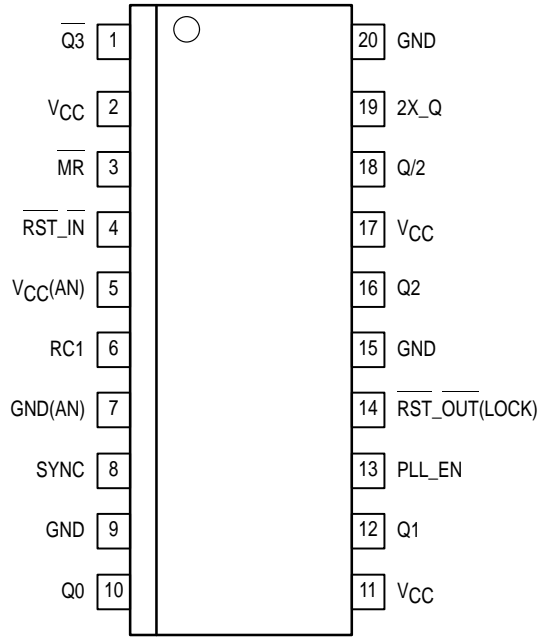 Q3 1
VCC 2
MR 3
RST_IN 4
VCC(AN) 5
RC1 6
GND(AN) 7
SYNC 8
GND 9
Q0 10
20 GND
19 2X_Q
18 Q/2
17 VCC
16 Q2
15 GND
14 RST_OUT(LOCK)
13 PLL_EN
12 Q1
11 VCC